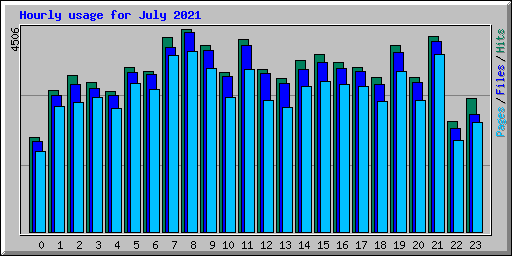 Hourly usage for July 2021
4506
Pages / Files / Hits
0 1 2 3 4 5 6 7 8 9 10 11 12 13 14 15 16 17 18 19 20 21 22 23